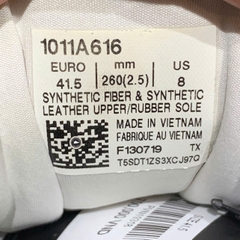 1011A616
EURO mm US
41.5 260(2.5) 8
SYNTHETIC FIBER & SYNTHETIC
LEATHER UPPER/RUBBER SOLE
MADE IN VIETNAM
FABRIQUE AU VIETNAM
F130719 TX
T5SDT1ZS3XCJ97Q